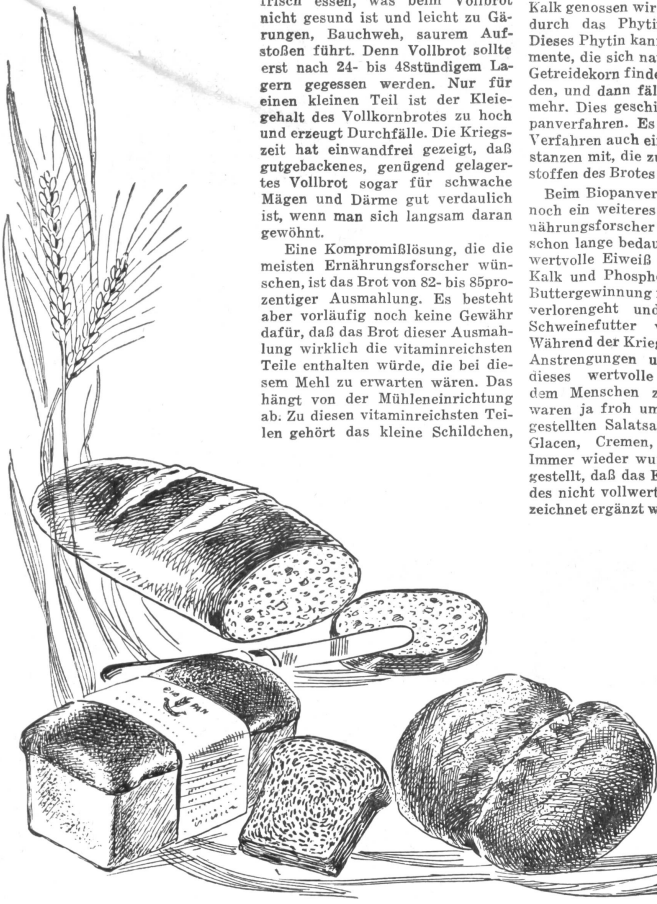 frisch essen, was beim Vollbrot
nicht gesund ist und leicht zu Gä-
rungen, Bauchweh, saurem Auf-
stoßen führt. Denn Vollbrot sollte
erst nach 24- bis 48stündigem La-
gern gegessen werden. Nur für
einen kleinen Teil ist der Kleie-
gehalt des Vollkornbrotes zu hoch
und erzeugt Durchfälle. Die Kriegs-
zeit hat einwandfrei gezeigt, daß
gutgebackenes, genügend gelager-
tes Vollbrot sogar für schwache
Mägen und Därme gut verdaulich
ist, wenn man sich langsam daran
gewöhnt.
Eine Kompromißlösung, die die
meisten Ernährungsforscher wün-
schen, ist das Brot von 82- bis 85pro-
zentiger Ausmahlung. Es besteht
aber vorläufig noch keine Gewähr
dafür, daß das Brot dieser Ausmah-
lung wirklich die vitaminreichsten
Teile enthalten würde, die bei die-
sem Mehl zu erwarten wären. Das
hängt von der Mühleneinrichtung
ab. Zu diesen vitaminreichsten Tei-
len gehört das kleine Schildchen,
Kalk genossen wir
durch das Phyti
Dieses Phytin kan
mente, die sich na
Getreidekorn finde
den, und dann fäl
mehr. Dies geschi
panverfahren. Es
Verfahren auch ei
stanzen mit, die zu
stoffen des Brotes
Beim Biopanver
noch ein weiteres
nährungsforscher
schon lange bedau
wertvolle Eiweiß
Kalk und Phosph
Buttergewinnung
verlorengeht und
Schweinefutter v
Während der Krieg
Anstrengungen u
dieses wertvolle
dem Menschen z
waren ja froh um
gestellten Salatsa
Glacen, Cremen,
Immer wieder wu
gestellt, daß das E
des nicht vollwert
zeichnet ergänzt w
BIO PAN